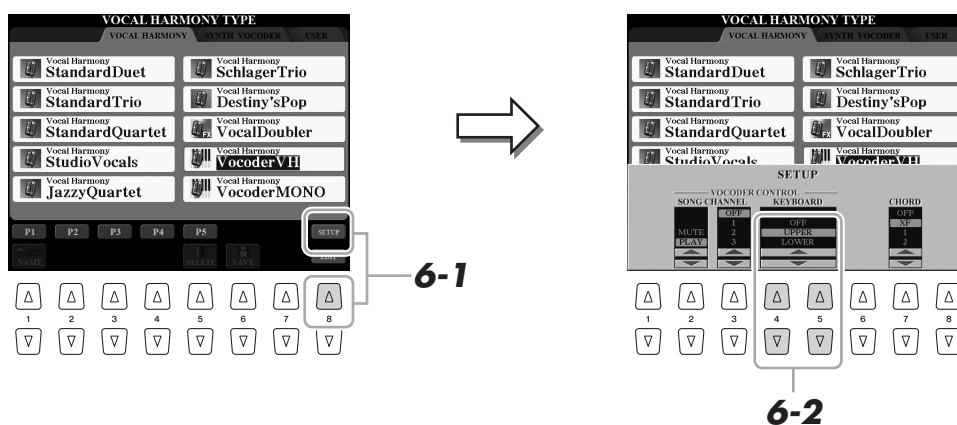 VOCAL HARMONY TYPE
VOCAL HARMONY SYNTH VOCODER USER
Vocal Harmony
StandardDuet
Vocal Harmony
SchlagerTrio
Vocal Harmony
StandardTrio
Vocal Harmony
Destiny'sPop
Vocal Harmony
StandardQuartet
FX
Vocal Harmony
VocalDoubler
Vocal Harmony
StudioVocals
Vocal Harmony
VocoderVH
Vocal Harmony
JazzyQuartet
Vocal Harmony
VocoderMONO
P1 P2 P3 P4 P5 SETUP
NAME DELETE SAVE EDIT
1 2 3 4 5 6 7 8
6-1
VOCAL HARMONY TYPE
VOCAL HARMONY SYNTH VOCODER USER
Vocal Harmony
StandardDuet
Vocal Harmony
SchlagerTrio
Vocal Harmony
StandardTrio
Vocal Harmony
Destiny'sPop
Vocal Harmony
StandardQuartet
FX
Vocal Harmony
VocalDoubler
Vocal Harmony
StudioVocals
Vocal Harmony
VocoderVH
SETUP
VOCODER CONTROL
SONG CHANNEL KEYBOARD CHORD
MUTE
PLAY
OFF
1
2
3
OFF
UPPER
LOWER
OFF
XF
1
2
1 2 3 4 5 6 7 8
6-2